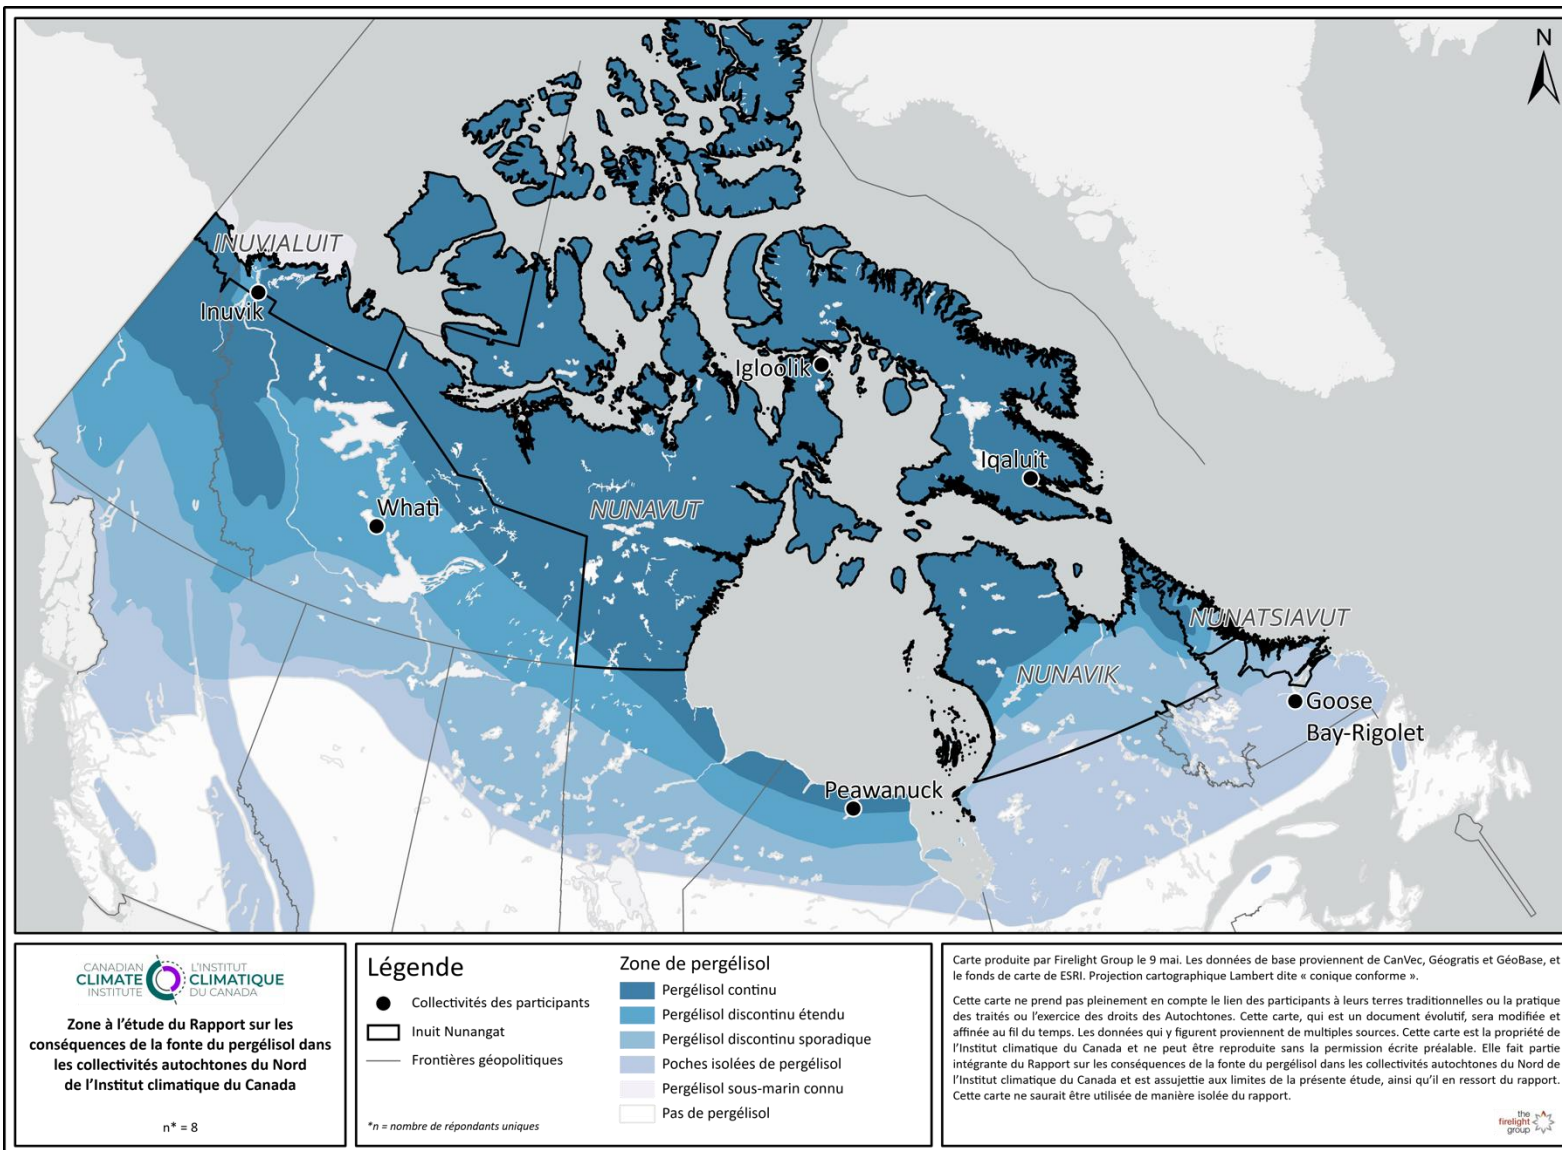 N
INUVIALUIT
Inuvik
Igloolik
Iqaluit
Whatì
NUNAVUT
NUNATSIAVUT
NUNAVIK
Goose
Bay-Rigolet
Peawanuck
CANADIAN
CLIMATE
INSTITUTE
L'INSTITUT
CLIMATIQUE
DU CANADA
Zone à l'étude du Rapport sur les
conséquences de la fonte du pergélisol dans
les collectivités autochtones du Nord
de l'Institut climatique du Canada
n* = 8
Légende
Collectivités des participants
Inuit Nunangat
Frontières géopolitiques
*n = nombre de répondants uniques
Zone de pergélisol
Pergélisol continu
Pergélisol discontinu étendu
Pergélisol discontinu sporadique
Poches isolées de pergélisol
Pergélisol sous-marin connu
Pas de pergélisol
Carte produite par Firelight Group le 9 mai. Les données de base proviennent de CanVec, Géogratis et GéoBase, et
le fonds de carte de ESRI. Projection cartographique Lambert dite « conique conforme ».
Cette carte ne prend pas pleinement en compte le lien des participants à leurs terres traditionnelles ou la pratique
des traités ou l'exercice des droits des Autochtones. Cette carte, qui est un document évolutif, sera modifiée et
affinée au fil du temps. Les données qui y figurent proviennent de multiples sources. Cette carte est la propriété de
l'Institut climatique du Canada et ne peut être reproduite sans la permission écrite préalable. Elle fait partie
intégrante du Rapport sur les conséquences de la fonte du pergélisol dans les collectivités autochtones du Nord de
l'Institut climatique du Canada et est assujettie aux limites de la présente étude, ainsi qu'il en ressort du rapport.
Cette carte ne saurait être utilisée de manière isolée du rapport.
the
firelight
group